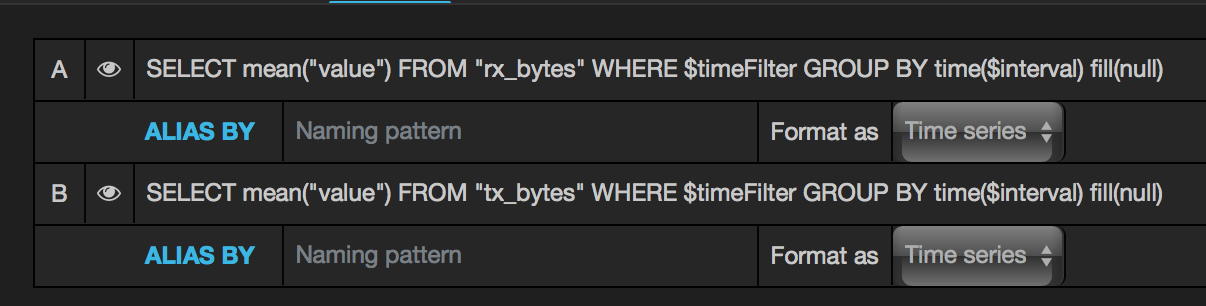 A SELECT mean("value") FROM "rx_bytes" WHERE $timeFilter GROUP BY time($interval) fill(null)
ALIAS BY Naming pattern Format as Time series
B SELECT mean("value") FROM "tx_bytes" WHERE $timeFilter GROUP BY time($interval) fill(null)
ALIAS BY Naming pattern Format as Time series